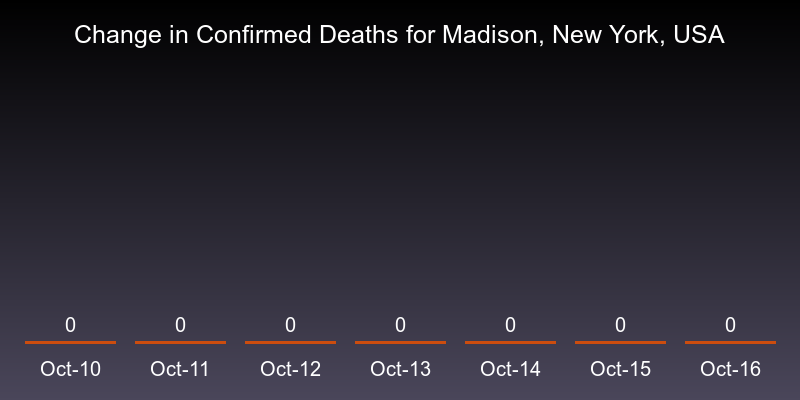 Change in Confirmed Deaths for Madison, New York, USA
0 0 0 0 0 0 0
Oct-10 Oct-11 Oct-12 Oct-13 Oct-14 Oct-15 Oct-16